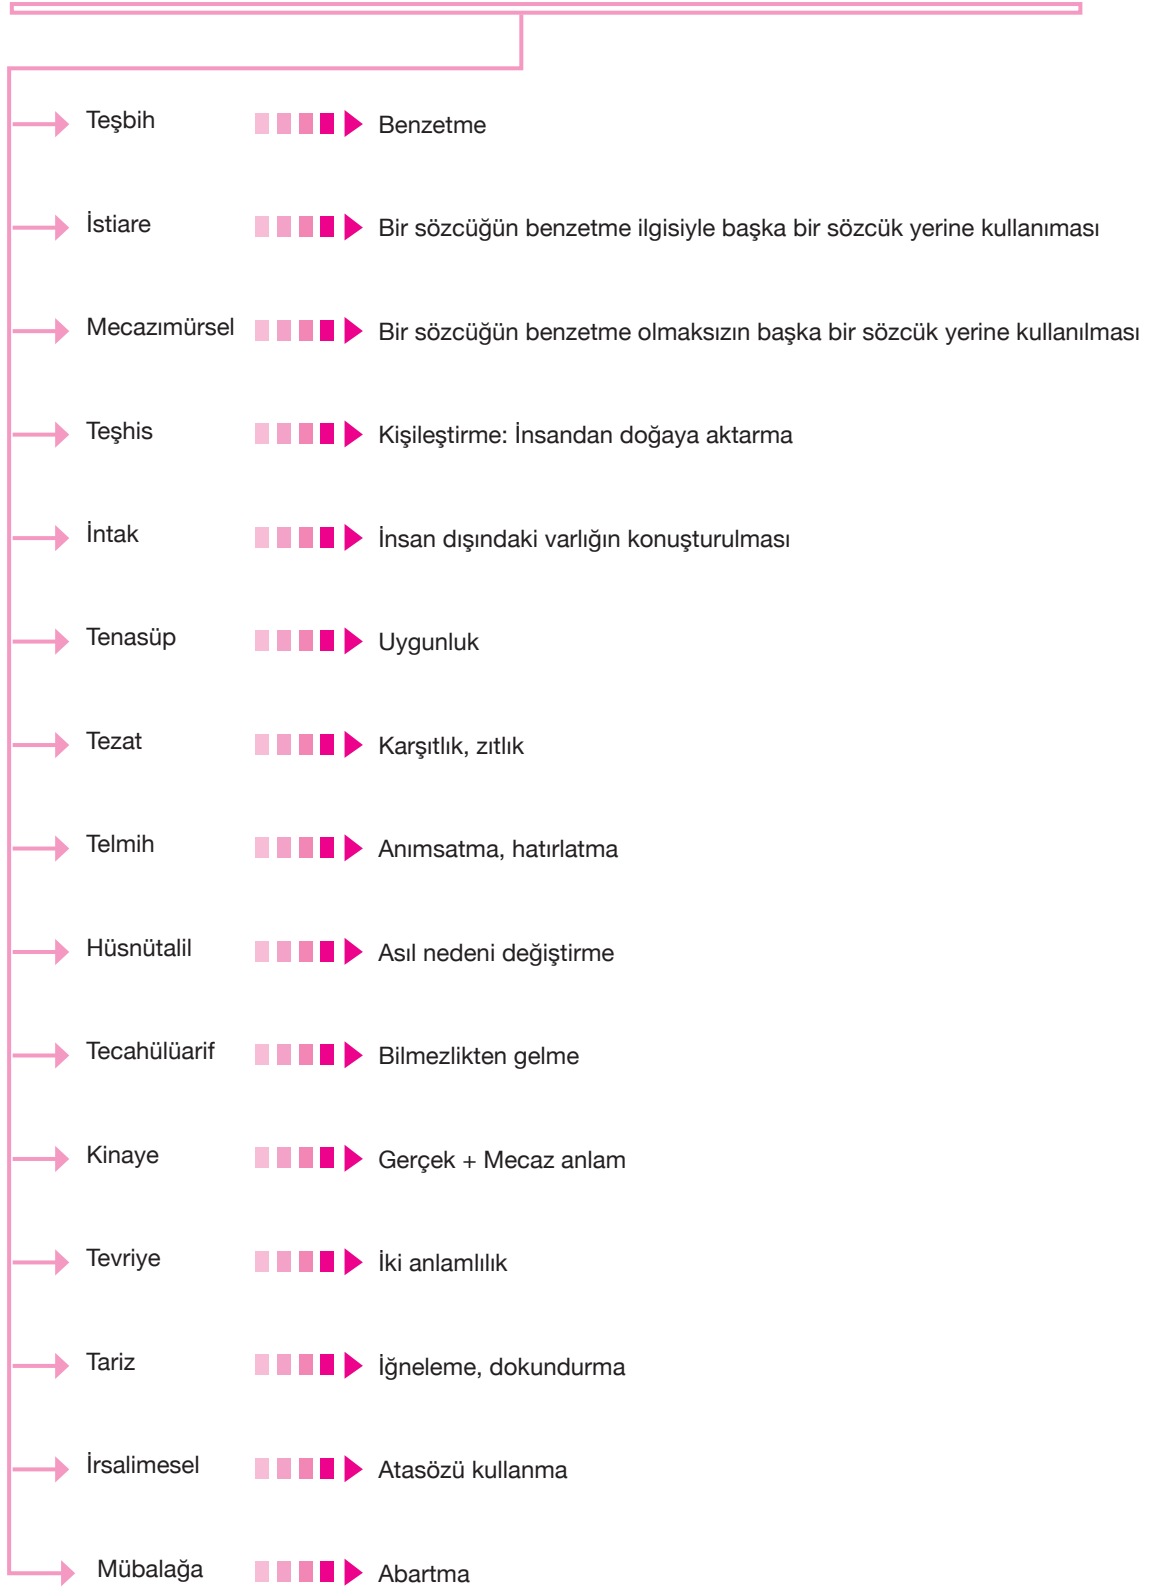 Teşbih Benzetme
İstiare Bir sözcüğün benzetme ilgisiyle başka bir sözcük yerine kullanıması
Mecazımürsel Bir sözcüğün benzetme olmaksızın başka bir sözcük yerine kullanılması
Teşhis Kişileştirme: İnsandan doğaya aktarma
İntak İnsan dışındaki varlığın konuşturulması
Tenasüp Uygunluk
Tezat Karşıtlık, zıtlık
Telmih Anımsatma, hatırlatma
Hüsnütalil Asıl nedeni değiştirme
Tecahülüarif Bilmezlikten gelme
Kinaye Gerçek + Mecaz anlam
Tevriye İki anlamlılık
Tariz İğneleme, dokundurma
İrsalimesel Atasözü kullanma
Mübalağa Abartma